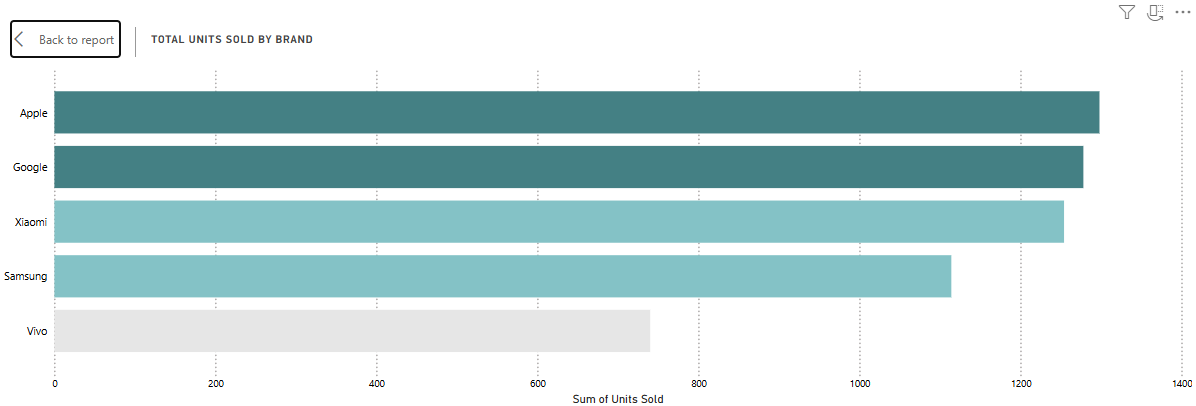 Back to report
TOTAL UNITS SOLD BY BRAND
Apple
Google
Xiaomi
Samsung
Vivo
0 200 400 600 800 1000 1200 1400
Sum of Units Sold